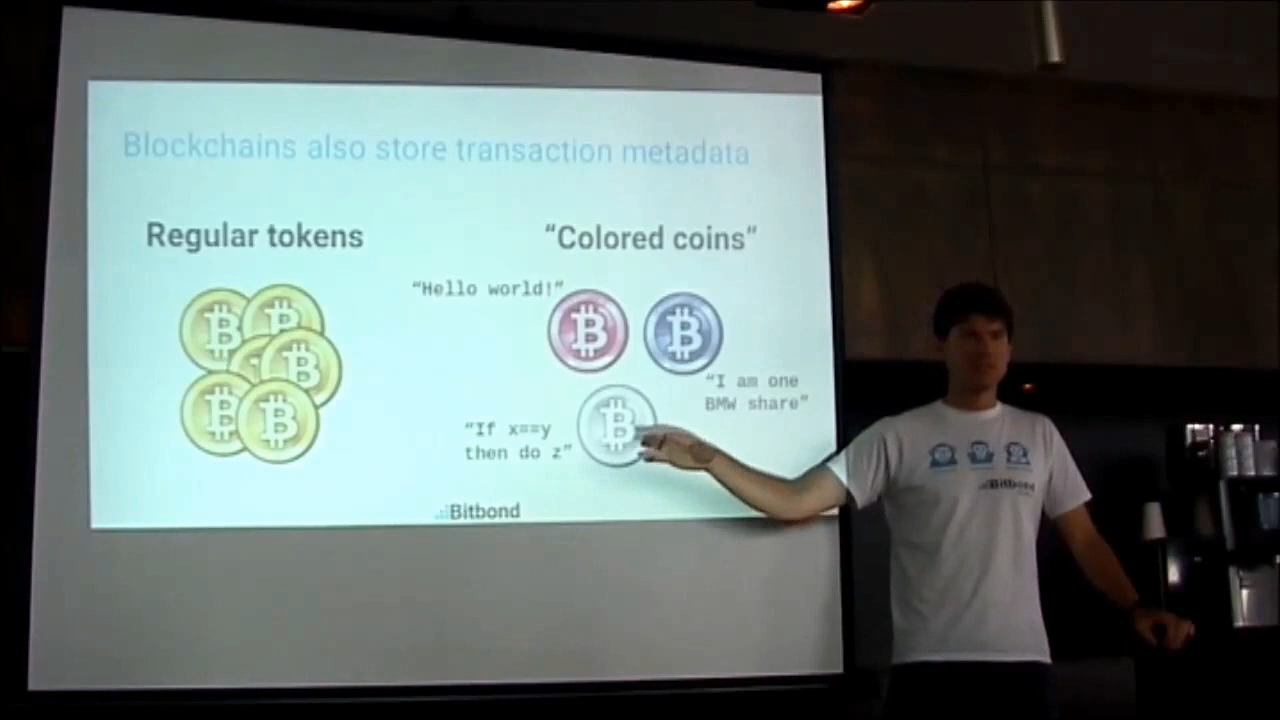 Blockchains also store transaction metadata
Regular tokens
“Colored coins”
“Hello world!”
“I am one
BMW share”
“If x==y
then do z”
Bitbond
Bitbond